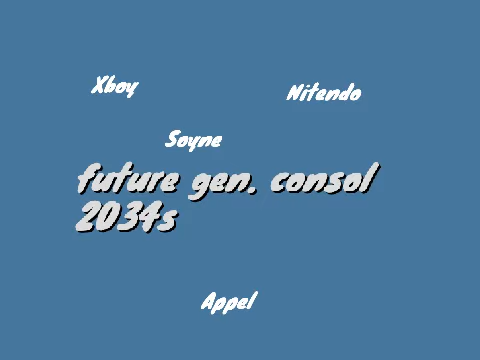 Xboy
Nitendo
Soyne
future gen. consol
2034s
Appel